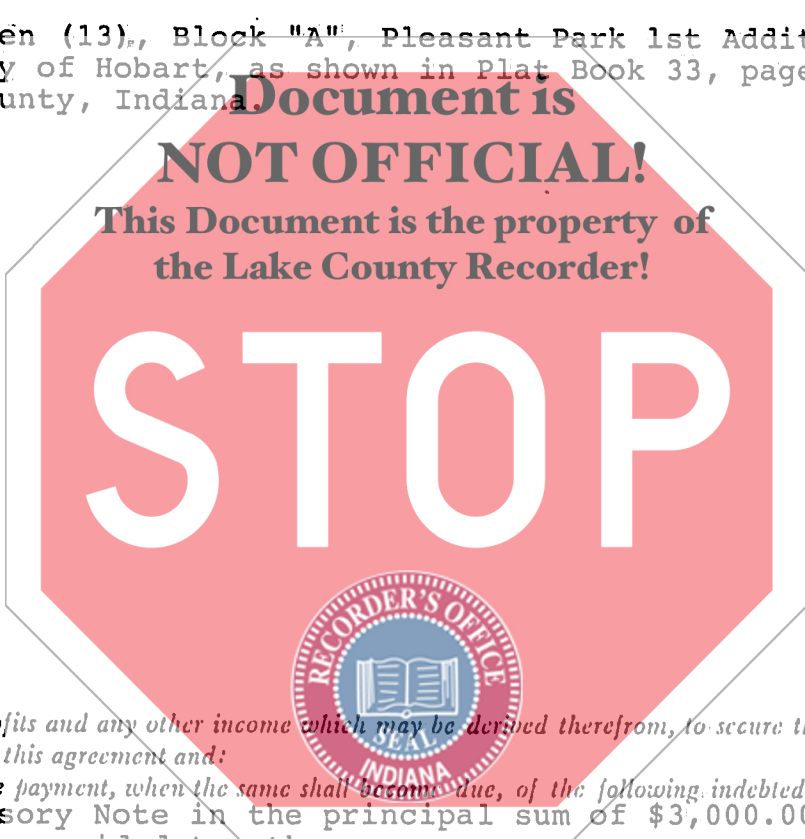 en (13), Block "A", Pleasant Park 1st Addit
y of Hobart, as shown in Plat Book 33, page
unty, Indiana.
Document is
NOT OFFICIAL!
This Document is the property of
the Lake County Recorder!
STOP
RECORDER'S OFFICE
SEAL
INDIANA
fits and any other income which may be derived therefrom, to secure th
this agreement and:
payment, when the same shall become due, of the following indebted
sory Note in the principal sum of $3,000.00